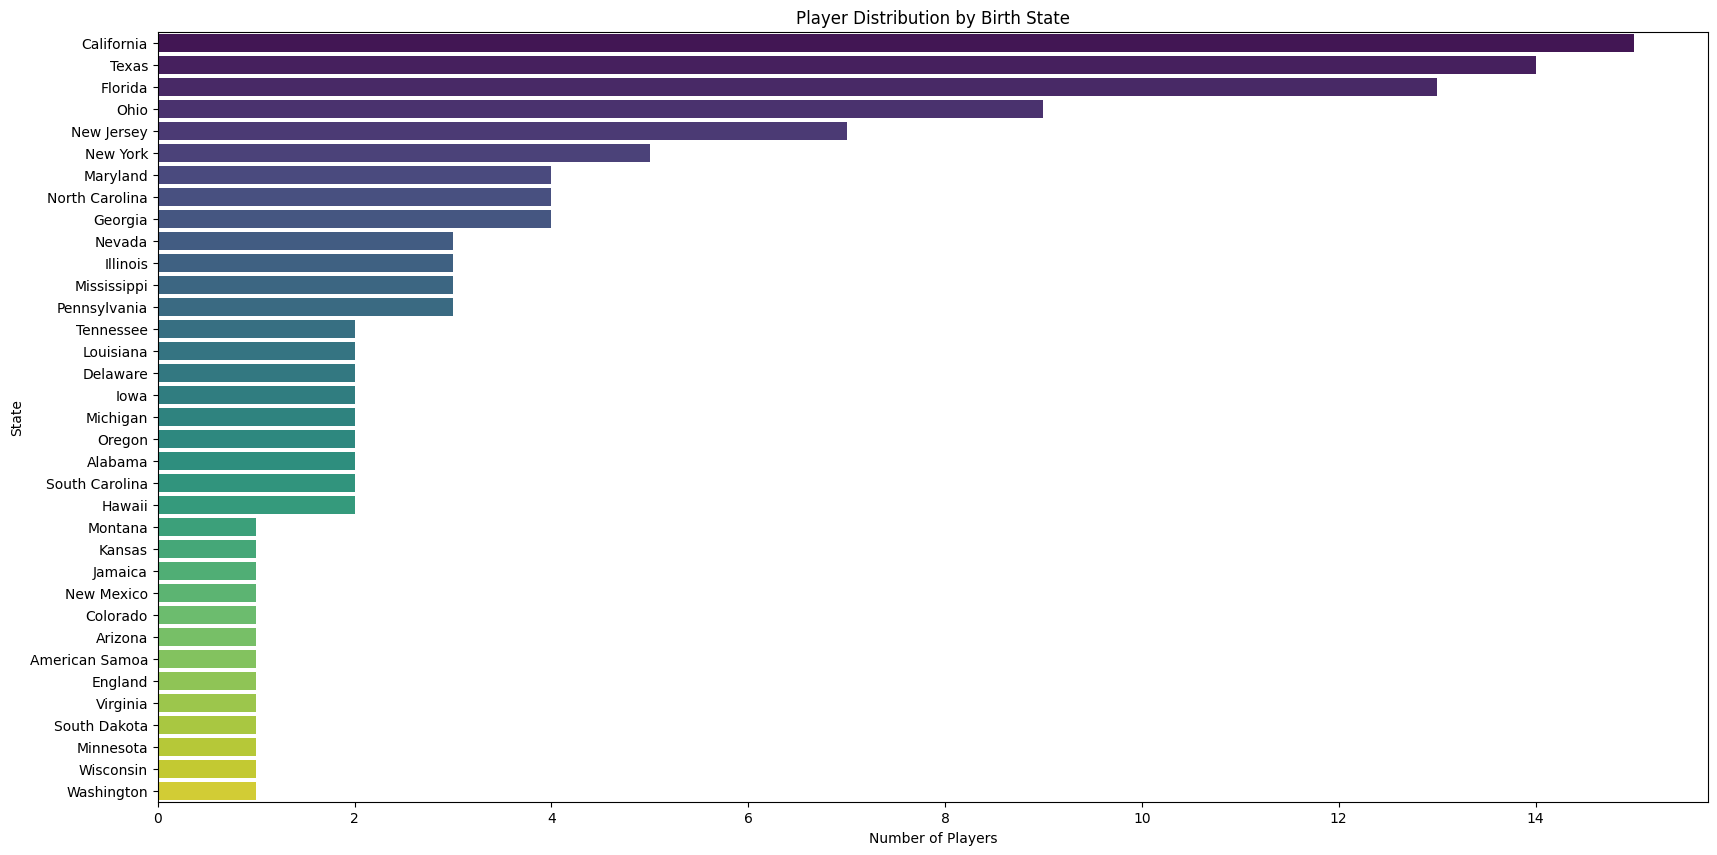 Player Distribution by Birth State
California
Texas
Florida
Ohio
New Jersey
New York
Maryland
North Carolina
Georgia
Nevada
Illinois
Mississippi
Pennsylvania
Tennessee
Louisiana
Delaware
Iowa
Michigan
Oregon
Alabama
South Carolina
Hawaii
Montana
Kansas
Jamaica
New Mexico
Colorado
Arizona
American Samoa
England
Virginia
South Dakota
Minnesota
Wisconsin
Washington
State
0 2 4 6 8 10 12 14
Number of Players